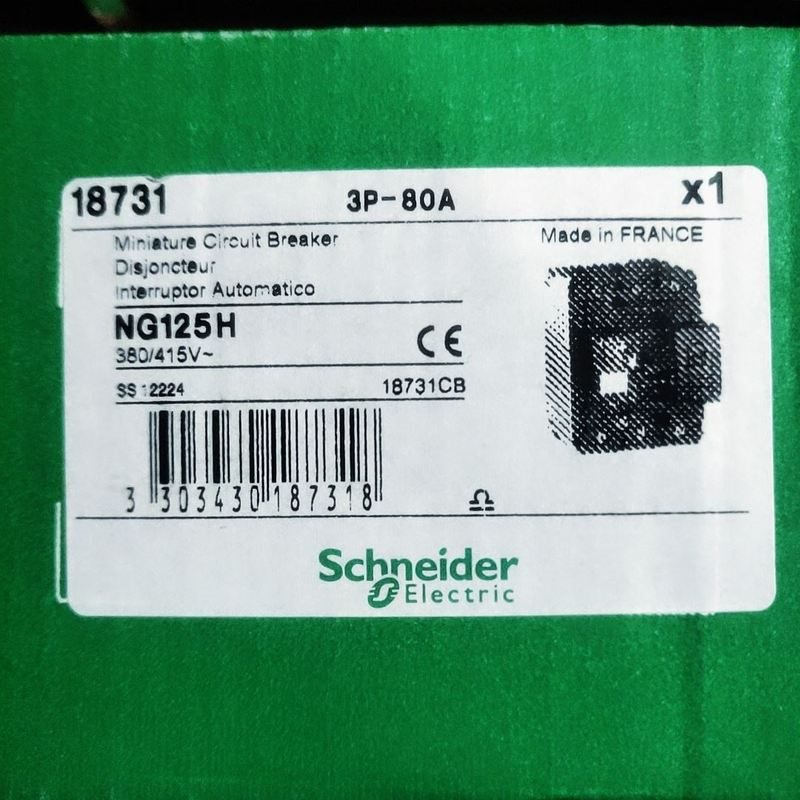 18731 3P-80A x1
Miniature Circuit Breaker Made in FRANCE
Disjoncteur
Interruptor Automatico
NG125H
CE
380/415V~
SS 12224 18731CB
3 303430 187318
Schneider
Electric